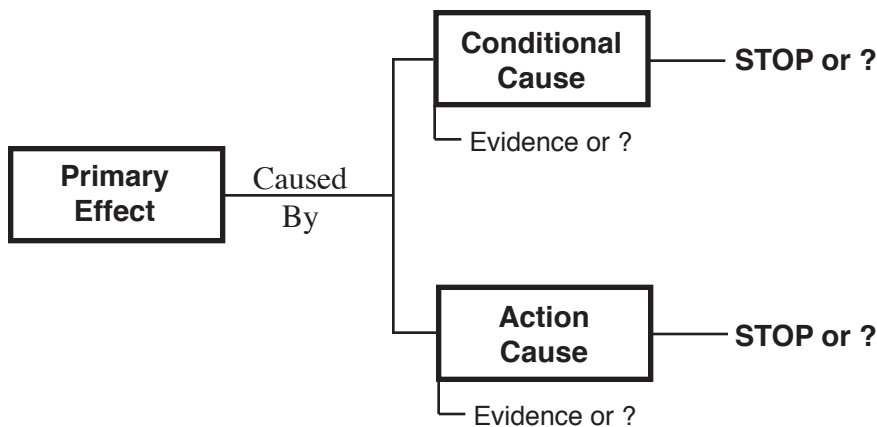 Conditional
Cause
STOP or ?
Evidence or ?
Primary
Effect
Caused
By
Action
Cause
STOP or ?
Evidence or ?